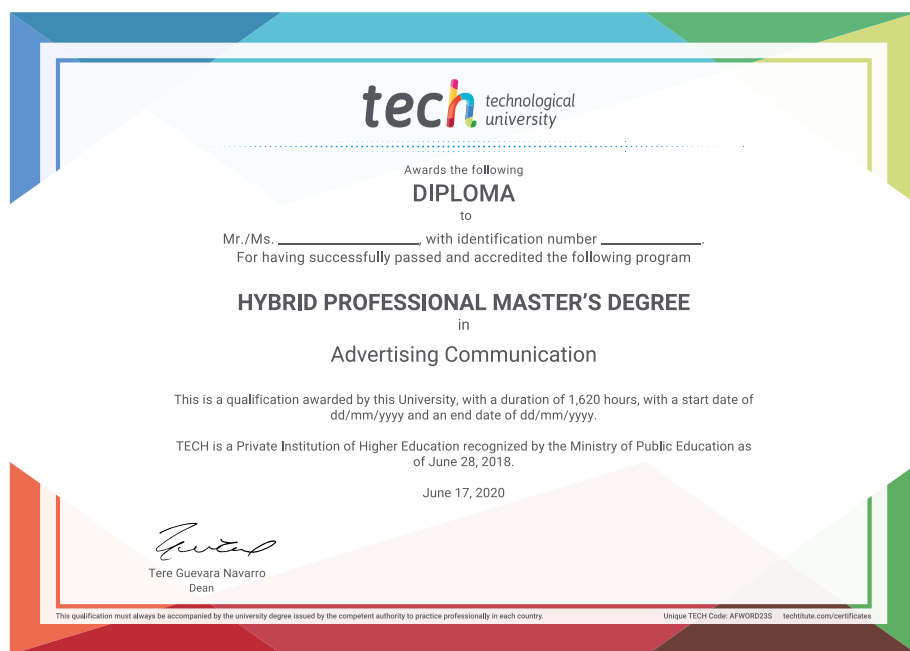 tech technological
university
Awards the following
DIPLOMA
to
Mr./Ms. ____________________, with identification number ______________.
For having successfully passed and accredited the following program
HYBRID PROFESSIONAL MASTER'S DEGREE
in
Advertising Communication
This is a qualification awarded by this University, with a duration of 1,620 hours, with a start date of
dd/mm/yyyy and an end date of dd/mm/yyyy.
TECH is a Private Institution of Higher Education recognized by the Ministry of Public Education as
of June 28, 2018.
June 17, 2020
Tere Guevara Navarro
Dean
This qualification must always be accompanied by the university degree issued by the competent authority to practice professionally in each country. Unique TECH Code: AFWORD23S techtitute.com/certificates